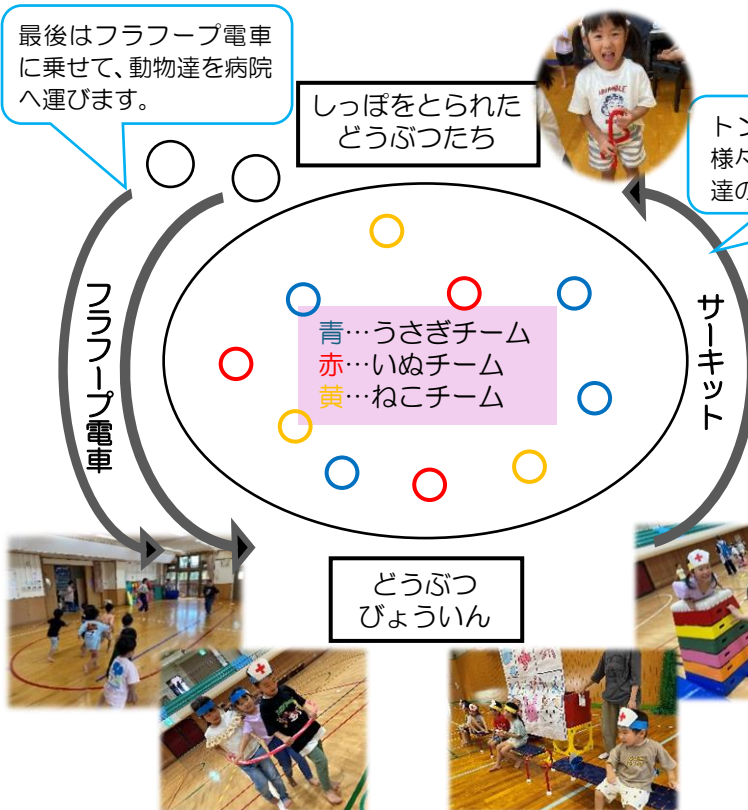 最後はフラフープ電車
に乗せて、動物達を病院
へ運びます。
しっぽをとられた
どうぶつたち
トン
様々
達の
フラフープ電車
青…うさぎチーム
赤…いぬチーム
黄…ねこチーム
サーキット
どうぶつ
びょういん